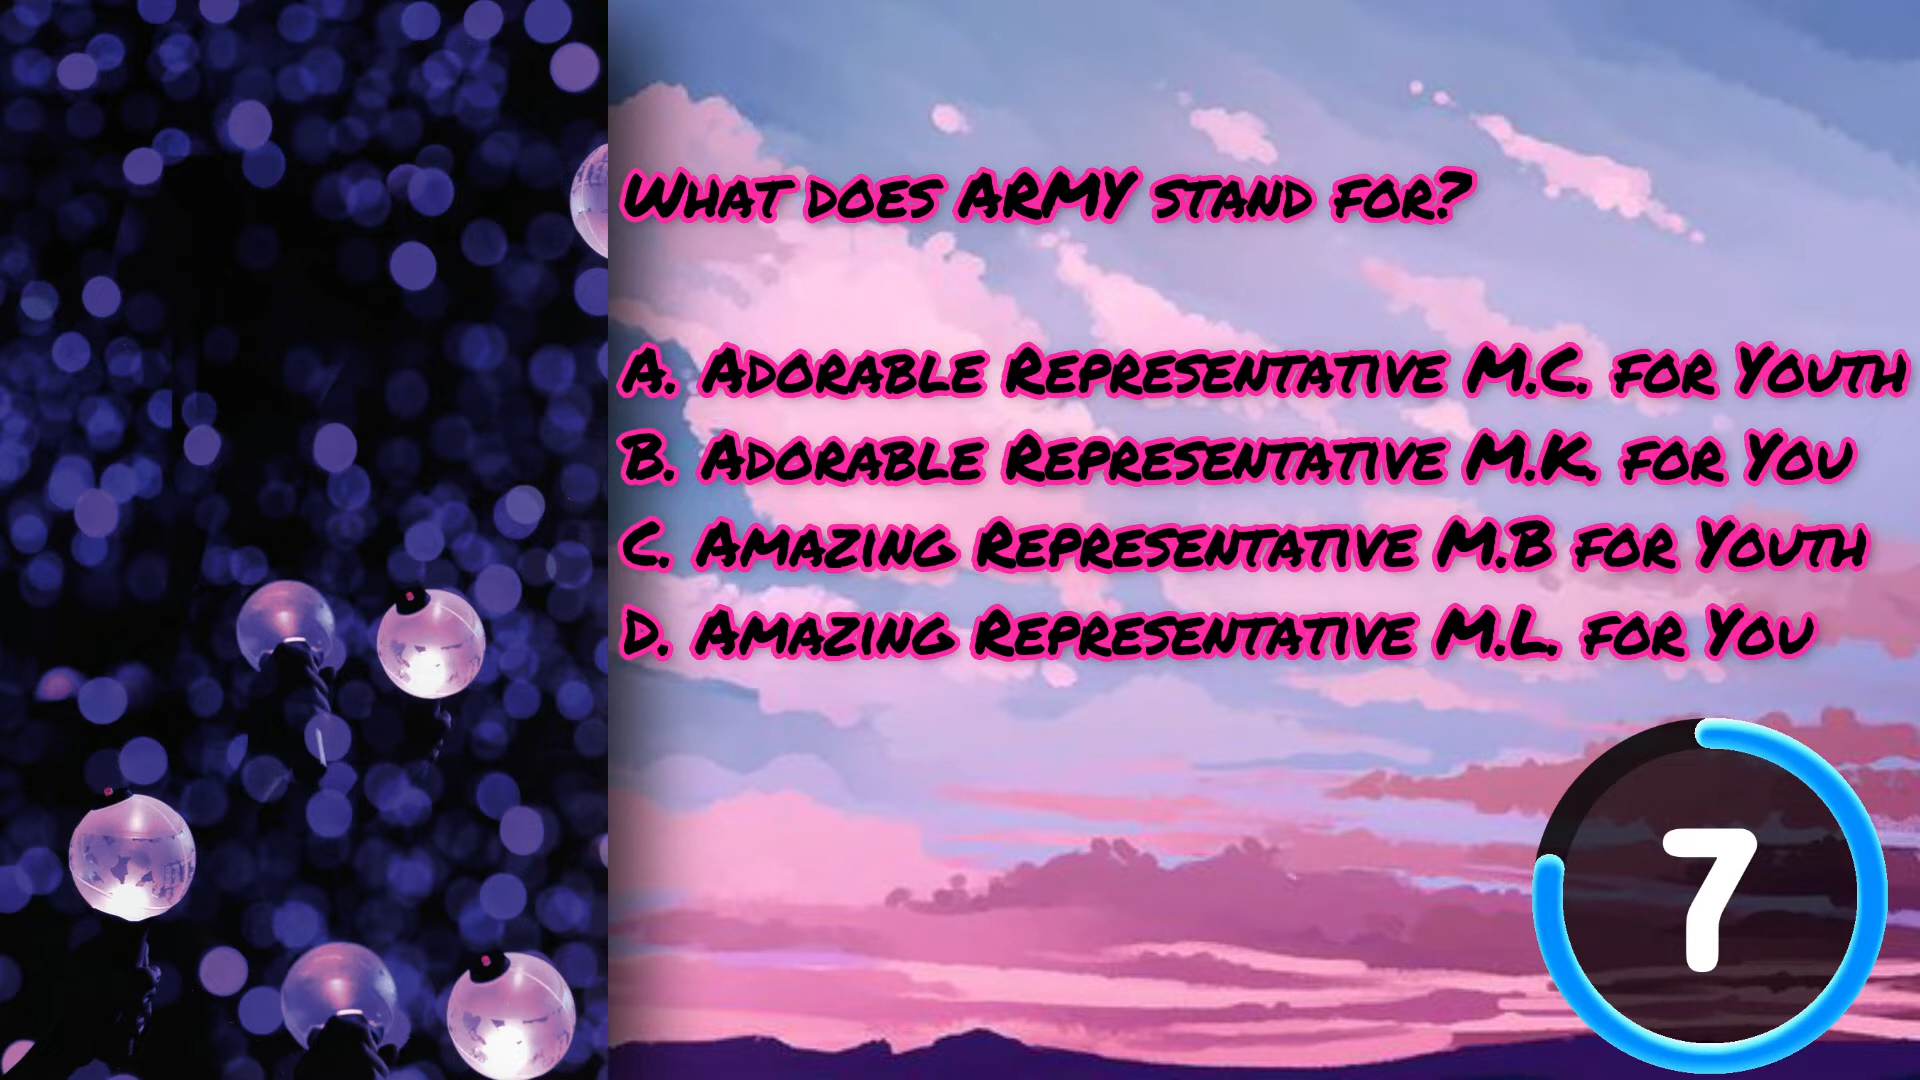 What does ARMY stand for?
A. Adorable Representative M.C. for Youth
B. Adorable Representative M.K. for You
C. Amazing Representative M.B for Youth
D. Amazing Representative M.L. for You
7